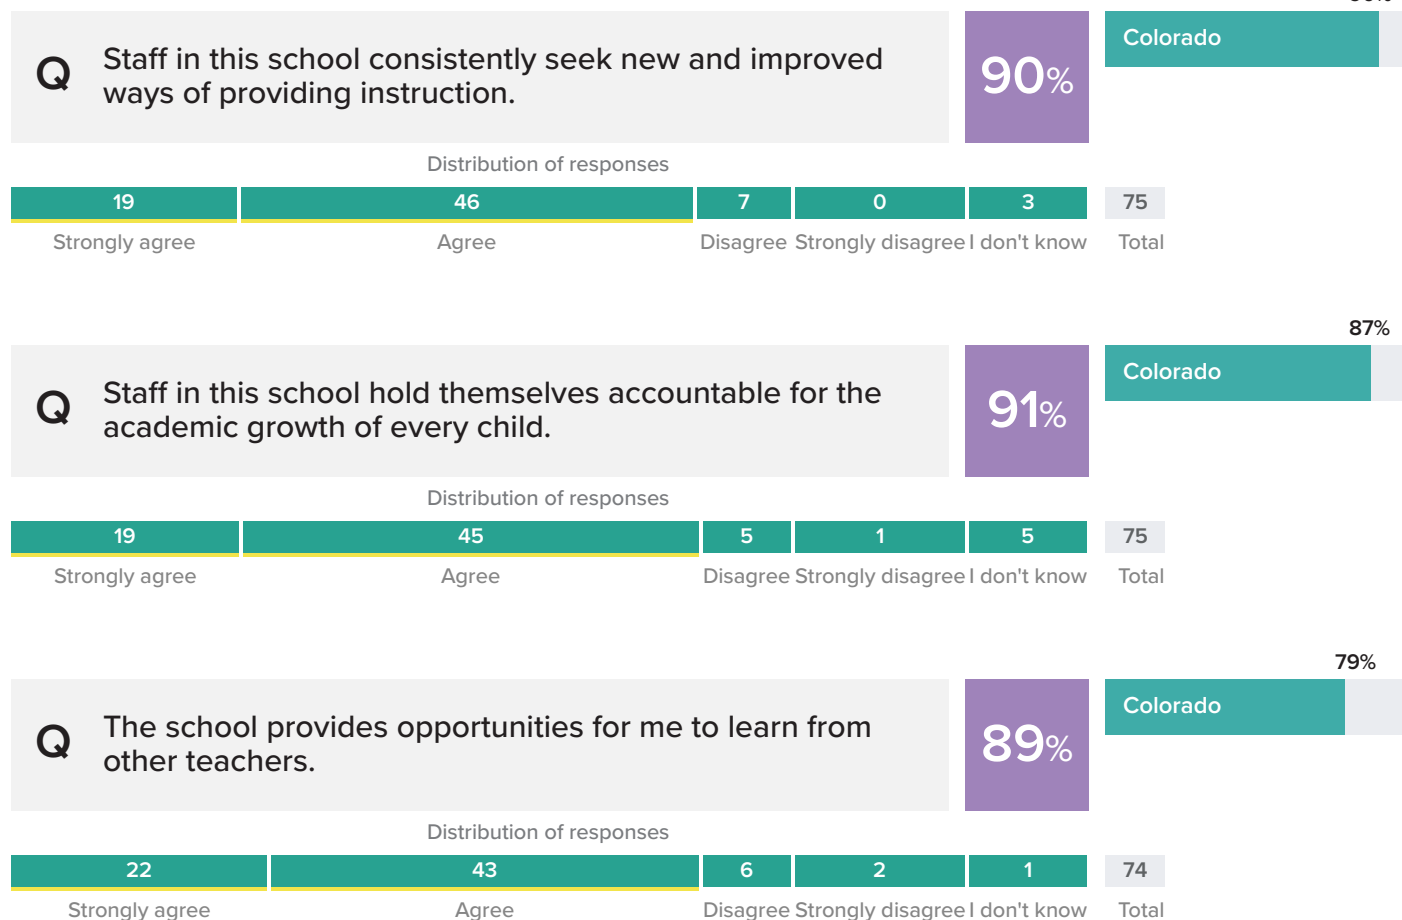 Q
Staff in this school consistently seek new and improved
ways of providing instruction.
90%
Colorado
Distribution of responses
19 46 7 0 3 75
Strongly agree Agree Disagree Strongly disagree I don't know Total
87%
Q
Staff in this school hold themselves accountable for the
academic growth of every child.
91%
Colorado
Distribution of responses
19 45 5 1 5 75
Strongly agree Agree Disagree Strongly disagree I don't know Total
79%
Q
The school provides opportunities for me to learn from
other teachers.
89%
Colorado
Distribution of responses
22 43 6 2 1 74
Strongly agree Agree Disagree Strongly disagree I don't know Total